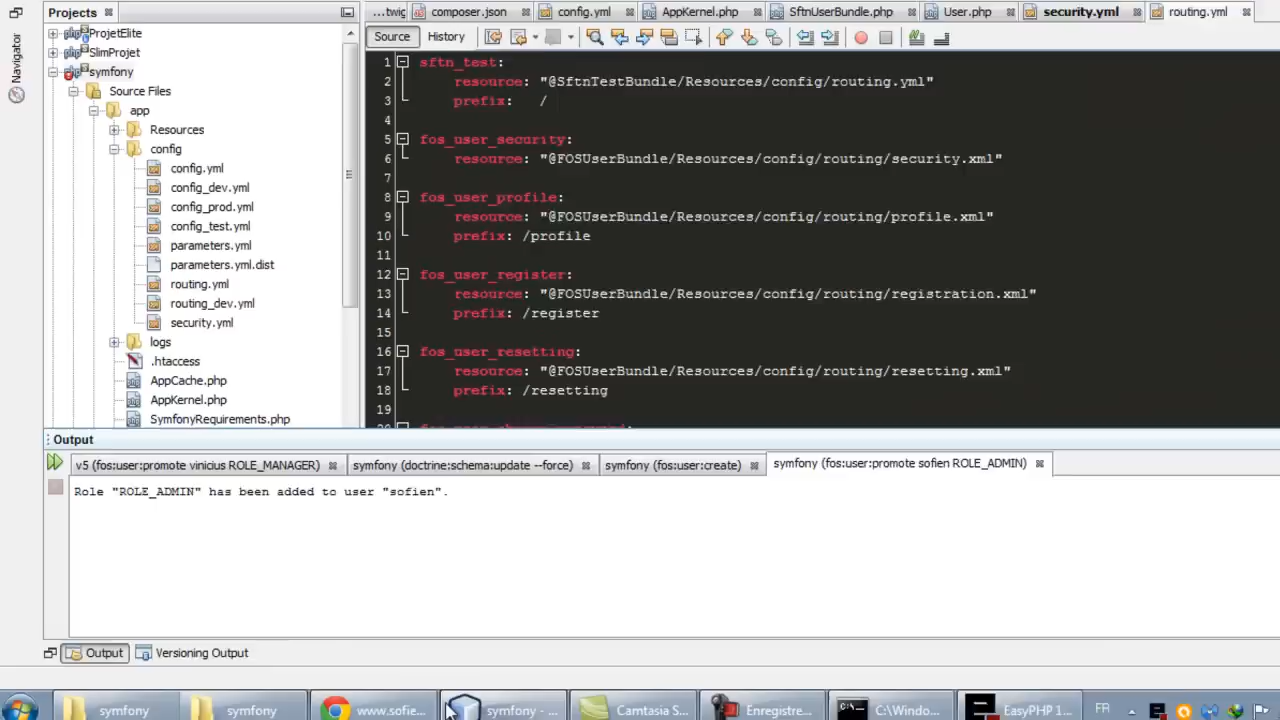 Projects
...twig
composer.json
config.yml
AppKernel.php
SftnUserBundle.php
User.php
security.yml
routing.yml
Navigator
Source
History
ProjetElite
SlimProjet
symfony
Source Files
app
Resources
config
config.yml
config_dev.yml
config_prod.yml
config_test.yml
parameters.yml
parameters.yml.dist
routing.yml
routing_dev.yml
security.yml
logs
.htaccess
AppCache.php
AppKernel.php
SymfonyRequirements.php
1 sftn_test:
2 resource: "@SftnTestBundle/Resources/config/routing.yml"
3 prefix: /
4
5 fos_user_security:
6 resource: "@FOSUserBundle/Resources/config/routing/security.xml"
7
8 fos_user_profile:
9 resource: "@FOSUserBundle/Resources/config/routing/profile.xml"
10 prefix: /profile
11
12 fos_user_register:
13 resource: "@FOSUserBundle/Resources/config/routing/registration.xml"
14 prefix: /register
15
16 fos_user_resetting:
17 resource: "@FOSUserBundle/Resources/config/routing/resetting.xml"
18 prefix: /resetting
19
Output
v5 (fos:user:promote vinicius ROLE_MANAGER)
symfony (doctrine:schema:update --force)
symfony (fos:user:create)
symfony (fos:user:promote sofien ROLE_ADMIN)
Role "ROLE_ADMIN" has been added to user "sofien".
Output
Versioning Output
symfony
symfony
www.sofie...
symfony - ...
Camtasia S...
Enregistre...
C:\Windo...
EasyPHP 1...
FR